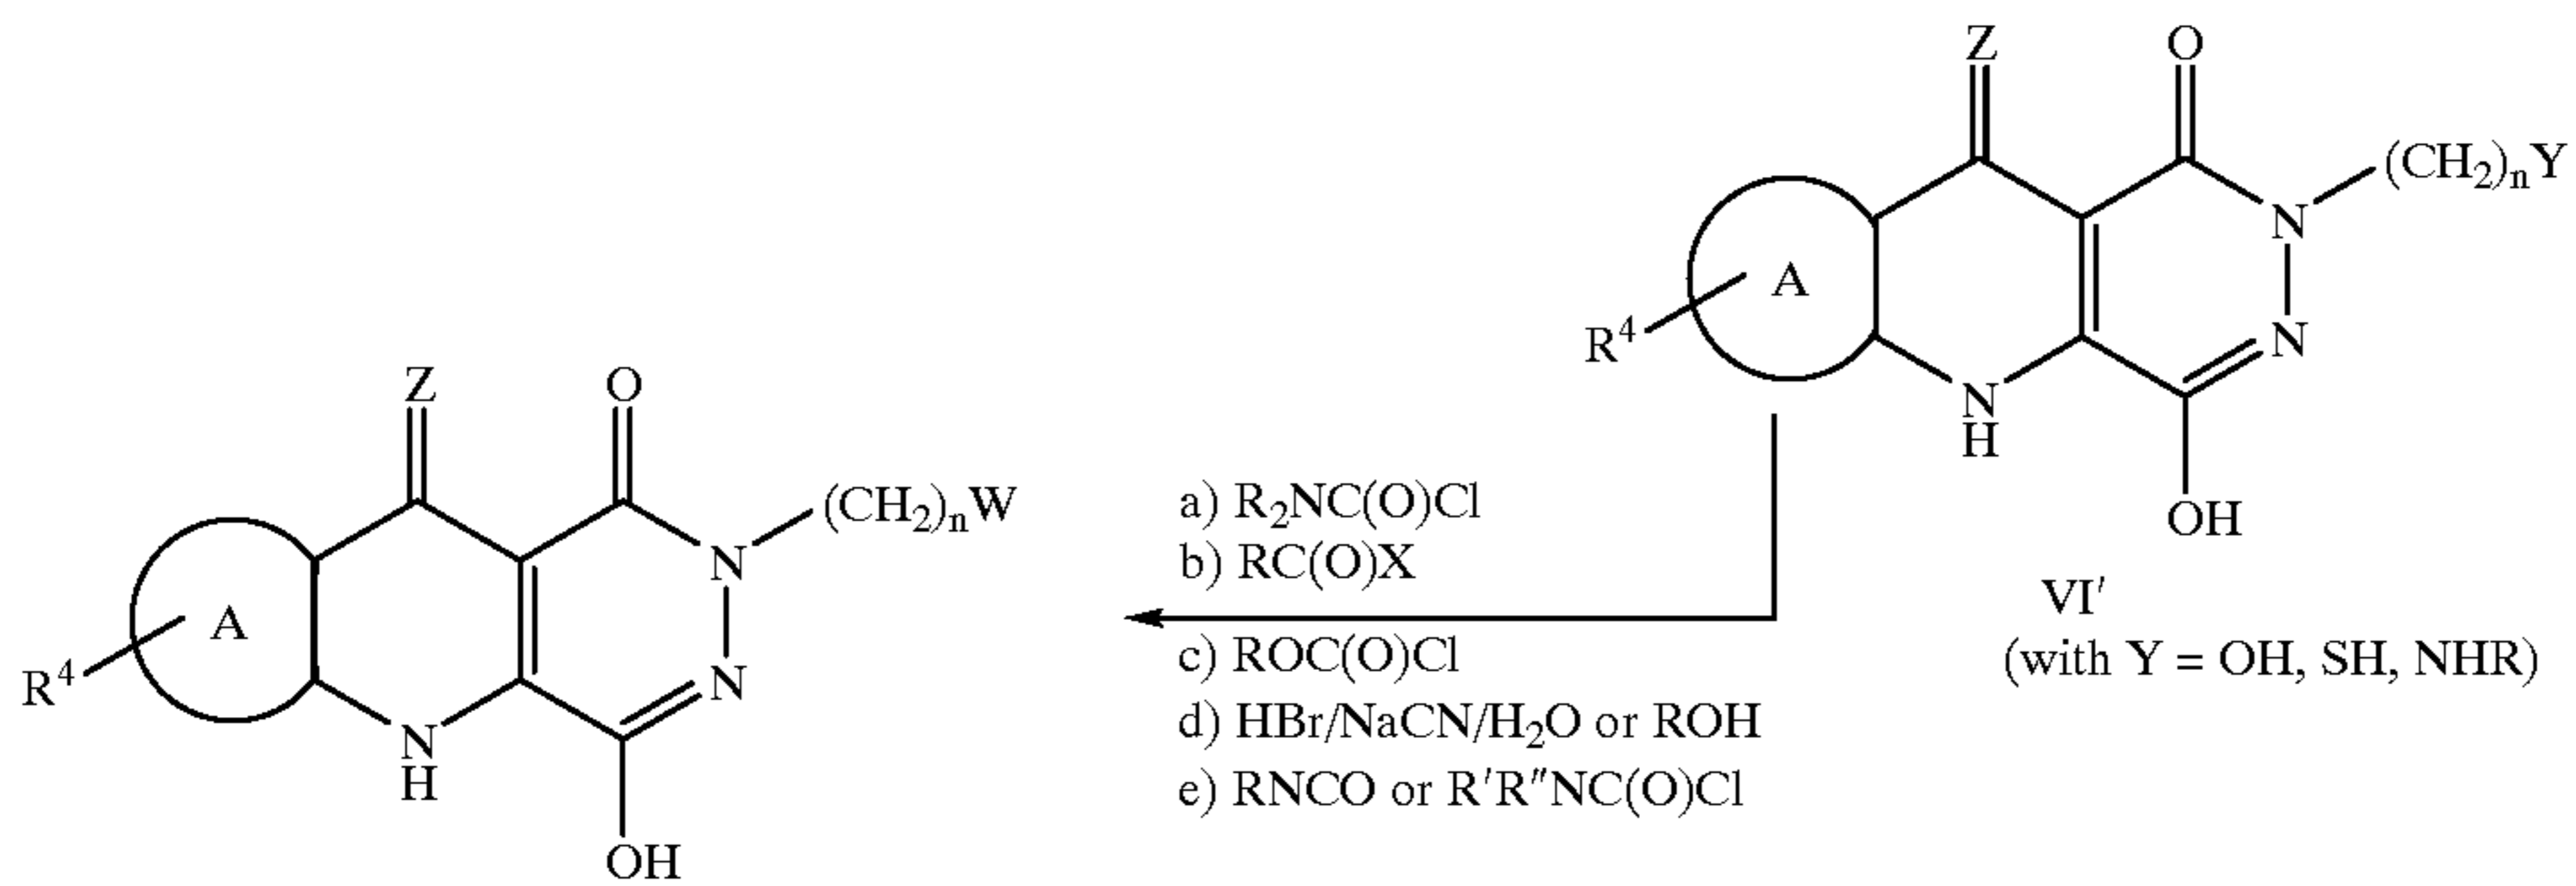 Z
O
(CH₂)ₙY
N
A
R⁴
N
N
H
OH
VI′
(with Y = OH, SH, NHR)
a) R₂NC(O)Cl
b) RC(O)X
c) ROC(O)Cl
d) HBr/NaCN/H₂O or ROH
e) RNCO or R′R″NC(O)Cl
Z
O
(CH₂)ₙW
N
A
R⁴
N
N
H
OH